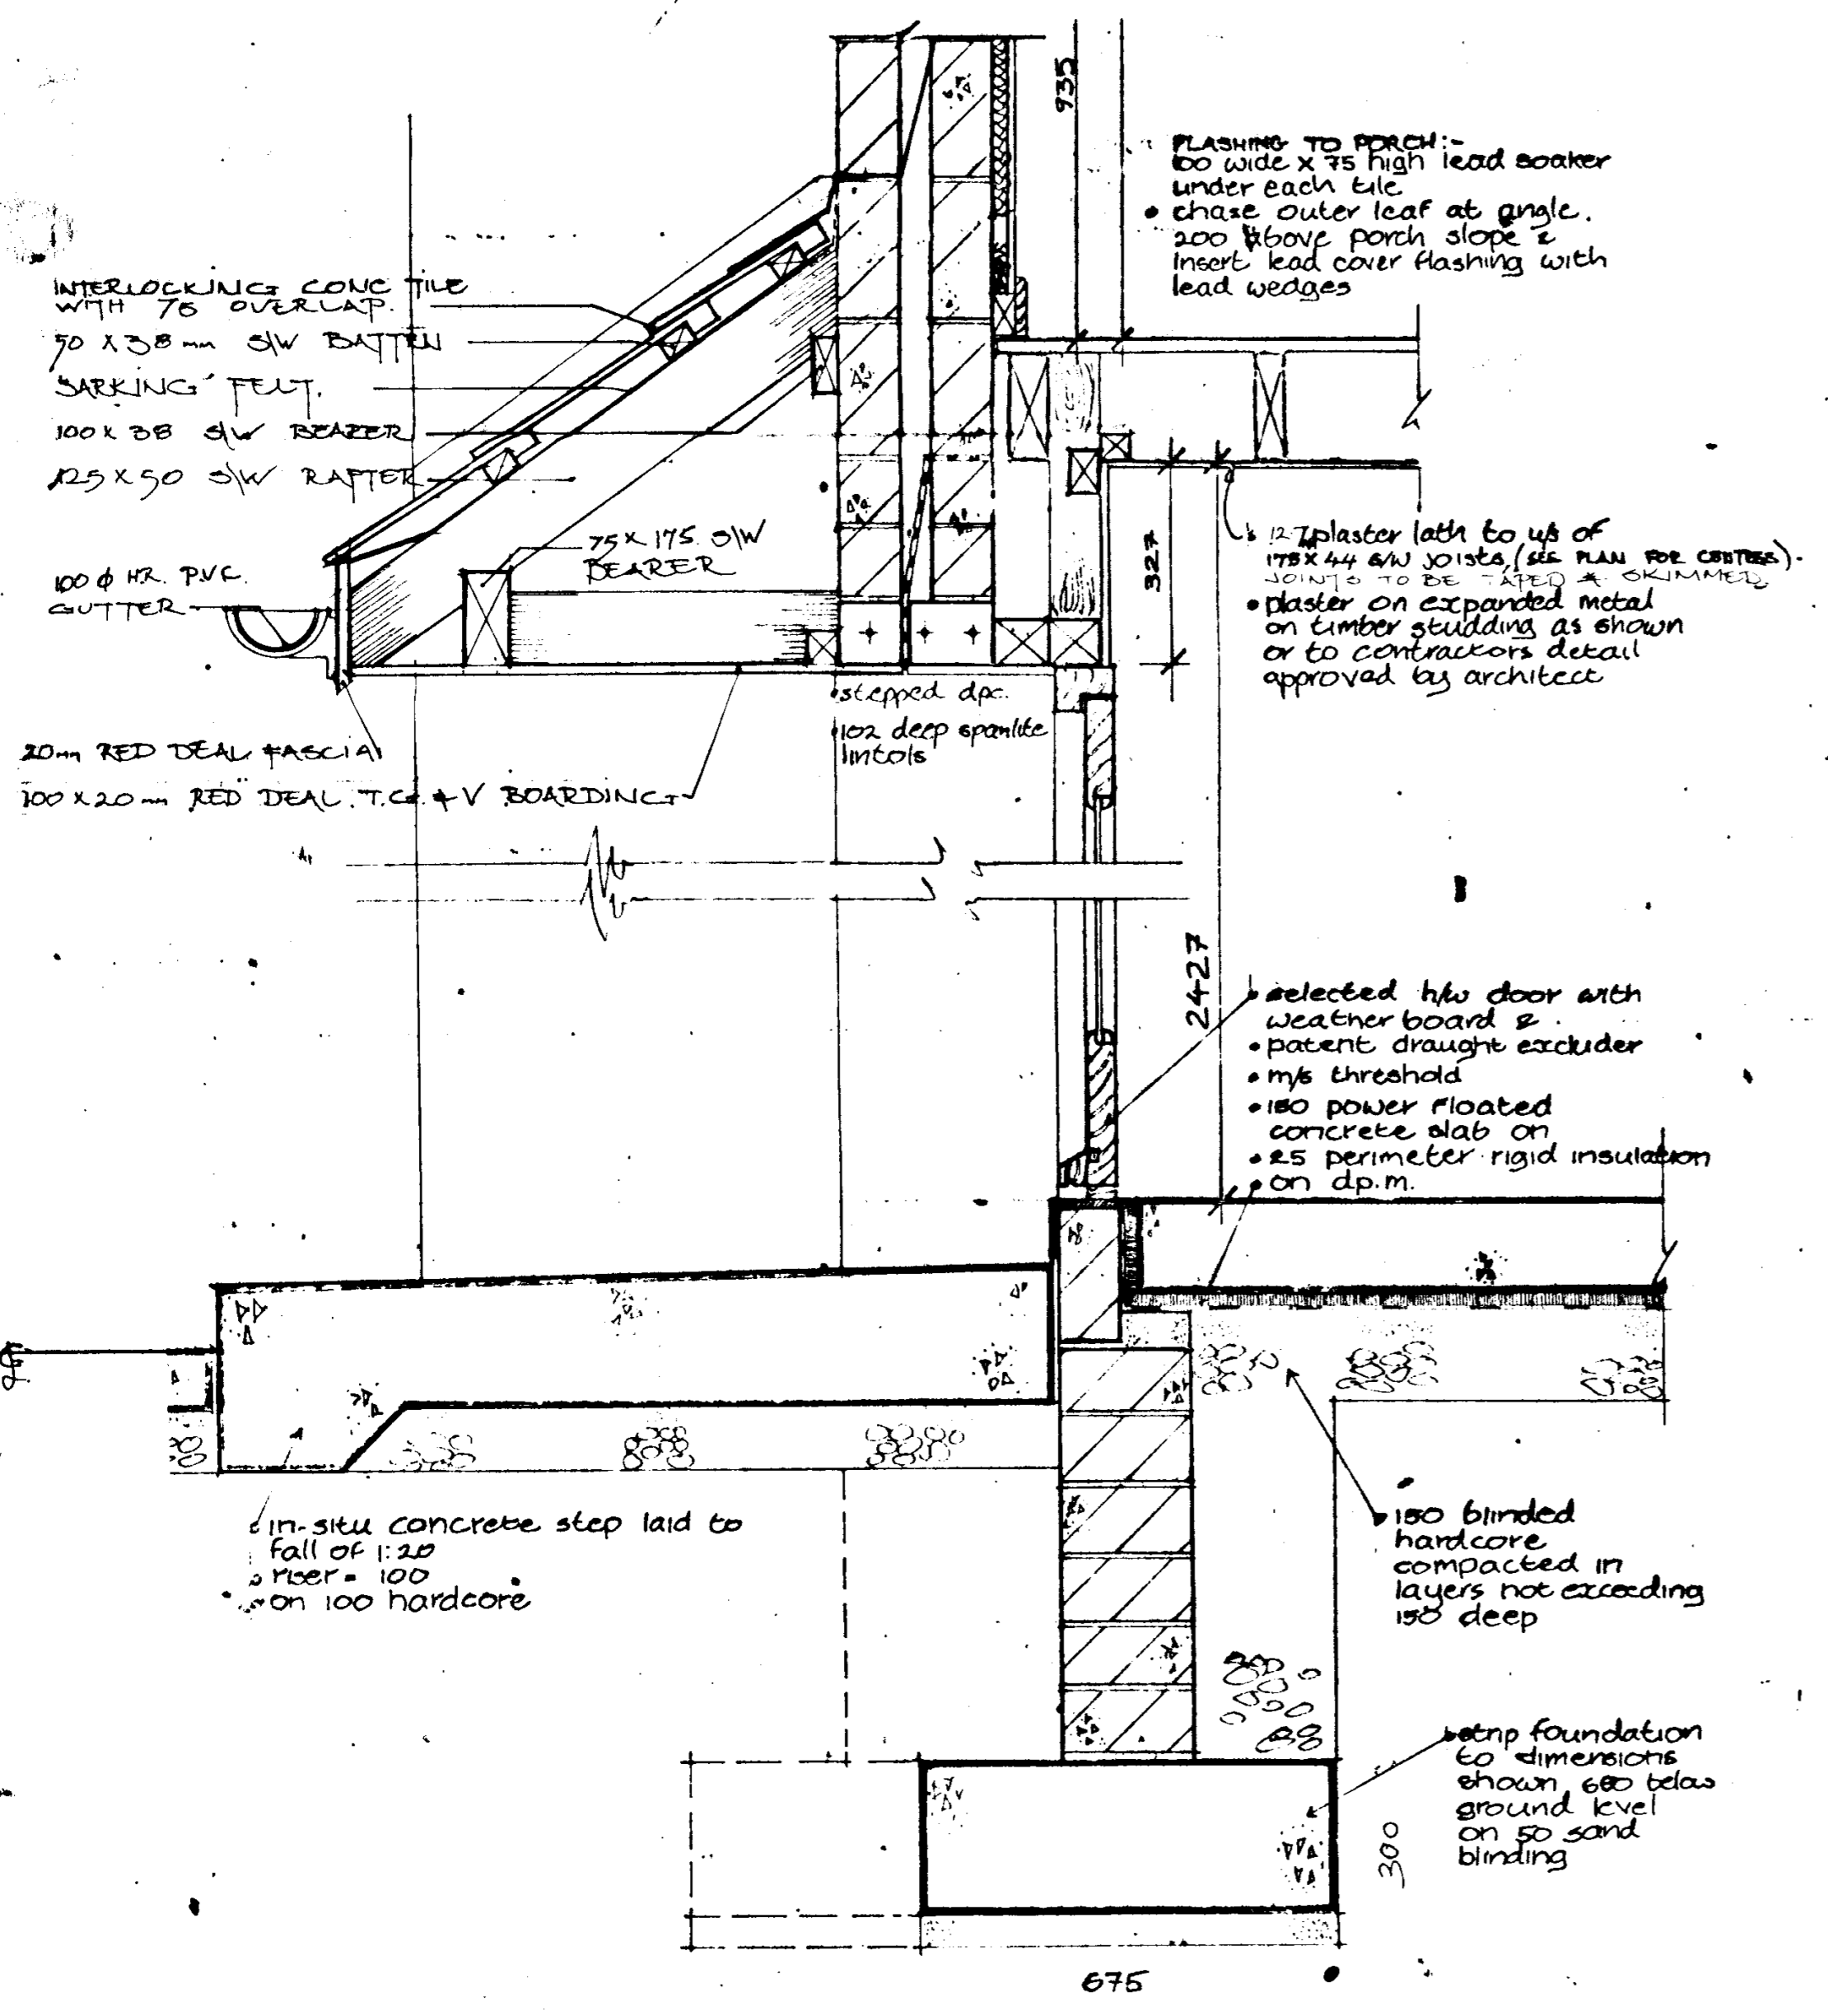 935
FLASHING TO PORCH:-
100 wide x 75 high lead soaker
under each tile
• chase outer leaf at angle.
200 above porch slope &
insert lead cover flashing with
lead wedges
INTERLOCKING CONC TILE
WITH 75 OVERLAP.
50 X 38 mm S/W BATTEN
SARKING FELT.
100 X 38 S/W BEARER
125 X 50 S/W RAFTER
75 X 175 S/W
BEARER
100 Ø H.R. P.V.C.
GUTTER
327
12.7 plaster lath to u/s of
175 X 44 S/W JOISTS, (SEE PLAN FOR CENTRES).
JOINTS TO BE TAPED & SKIMMED
• plaster on expanded metal
on timber studding as shown
or to contractors detail
approved by architect
• stepped dpc.
• 102 deep spanlite
lintols
20mm RED DEAL FASCIA
100 X 20 mm RED DEAL T.G. & V BOARDING
2427
• selected h/w door with
weather board &
• patent draught excluder
• m/s threshold
• 150 power floated
concrete slab on
• 25 perimeter rigid insulation
• on dp.m.
• in-situ concrete step laid to
fall of 1:20
• riser = 100
• on 100 hardcore
• 150 blinded
hardcore
compacted in
layers not exceeding
150 deep
• strip foundation
to dimensions
shown, 600 below
ground level
on 50 sand
blinding
300
675